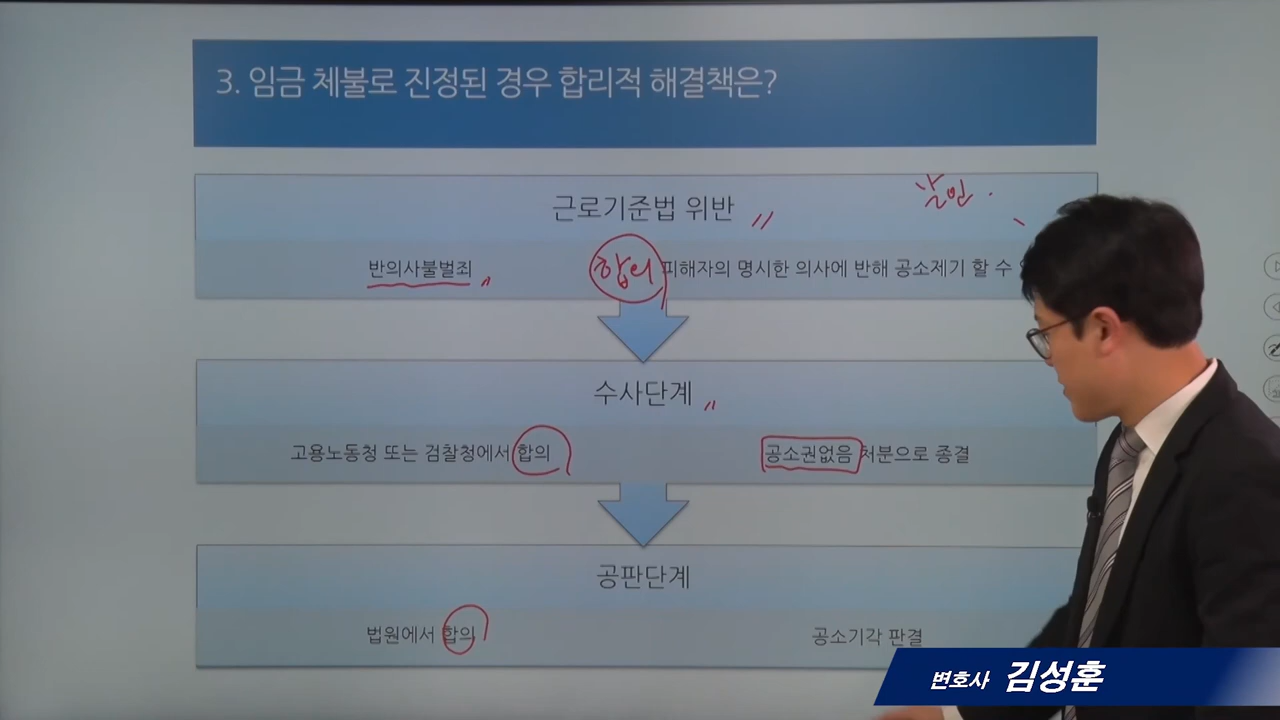 3. 임금 체불로 진정된 경우 합리적 해결책은?
살인
근로기준법 위반
반의사불벌죄
합의
피해자의 명시한 의사에 반해 공소제기 할 수
수사단계
고용노동청 또는 검찰청에서 합의
공소권없음 처분으로 종결
공판단계
법원에서 합의
공소기각 판결
변호사 김성훈